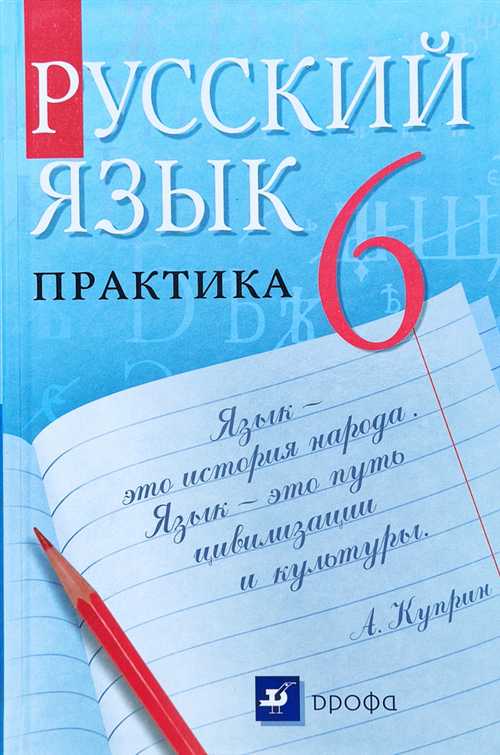 РУССКИЙ
ЯЗЫК
ПРАКТИКА
6
Язык –
это история народа.
Язык – это путь
цивилизации
и культуры.
А. Куприн
дрофа